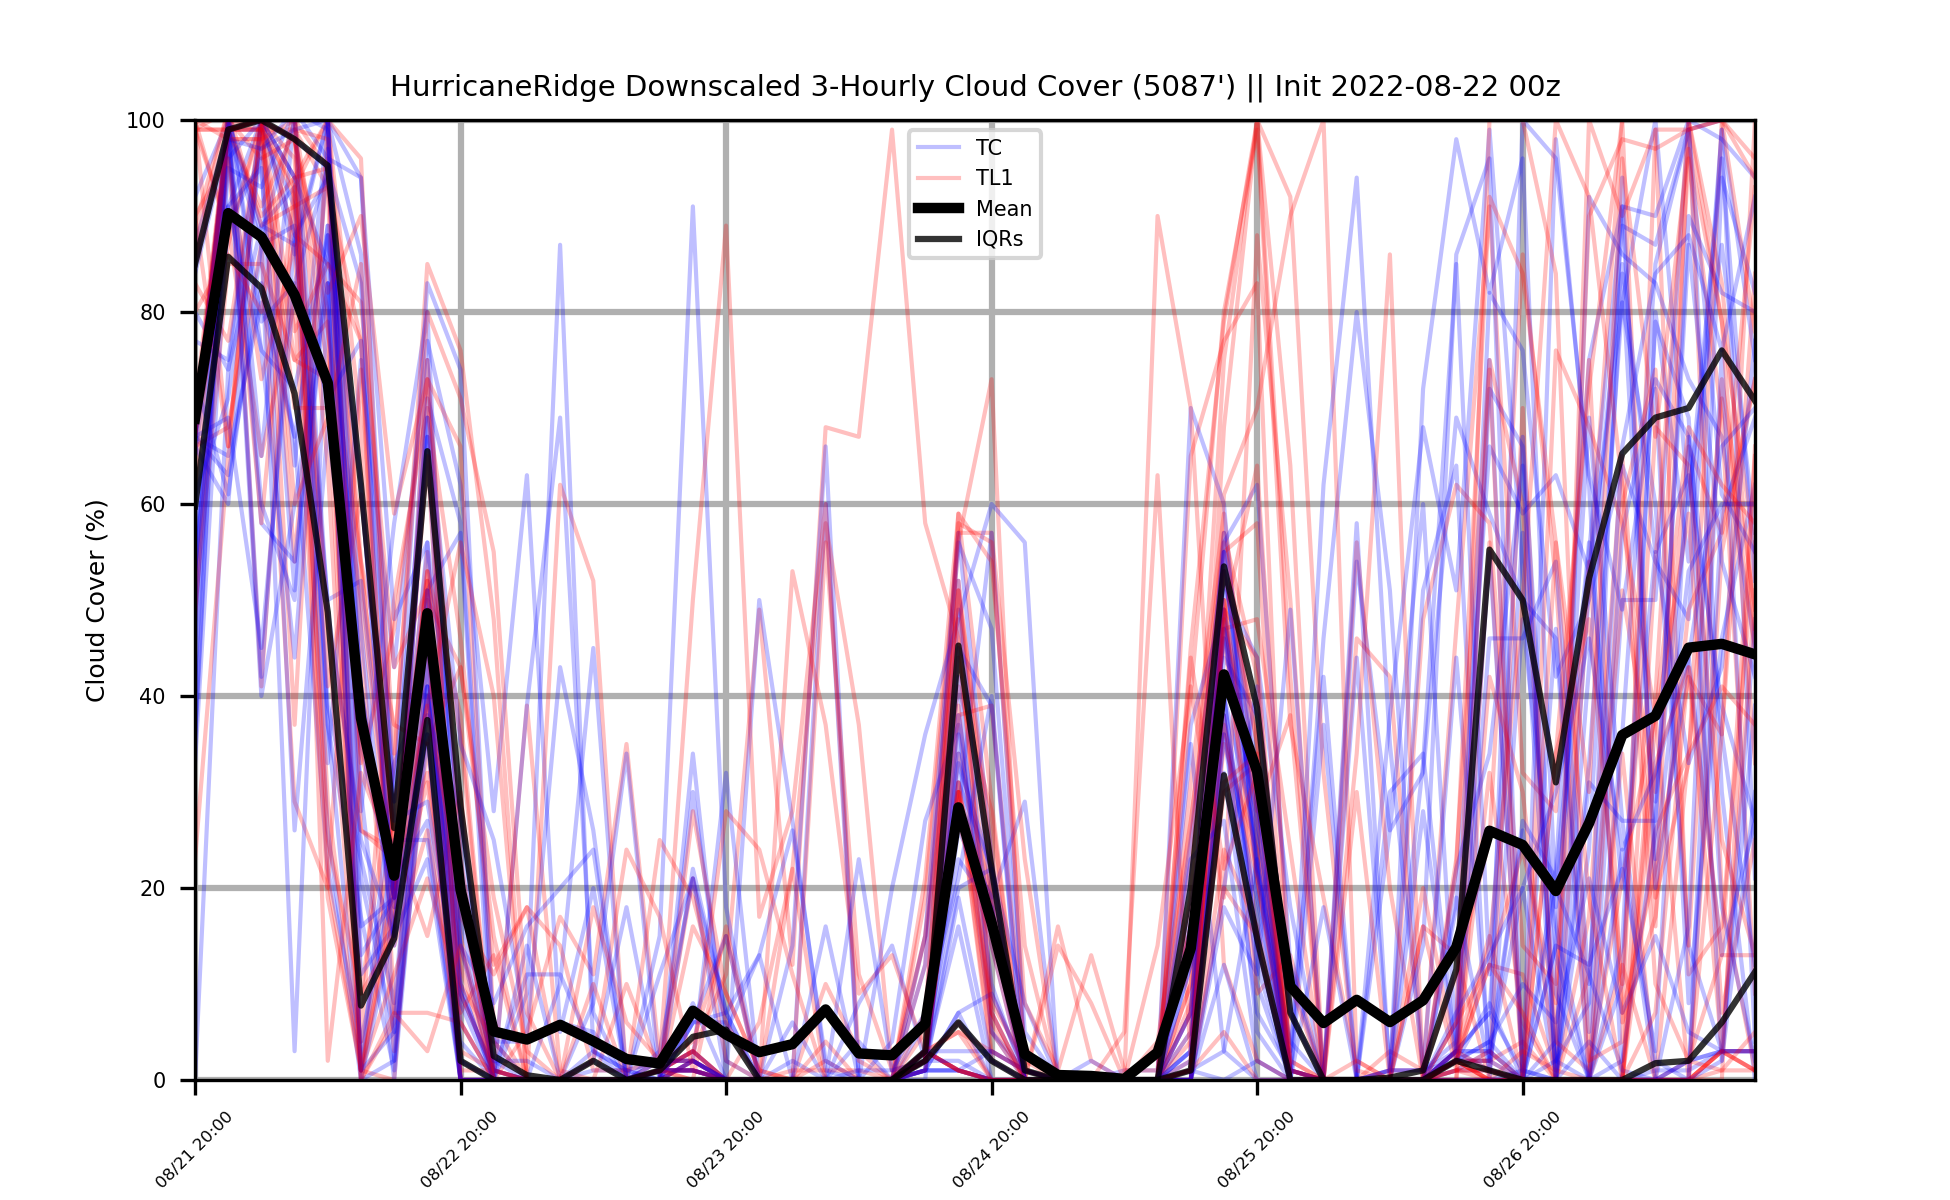 HurricaneRidge Downscaled 3-Hourly Cloud Cover (5087') || Init 2022-08-22 00z
TC
TL1
Mean
IQRs
Cloud Cover (%)
100
80
60
40
20
0
08/21 20:00
08/22 20:00
08/23 20:00
08/24 20:00
08/25 20:00
08/26 20:00